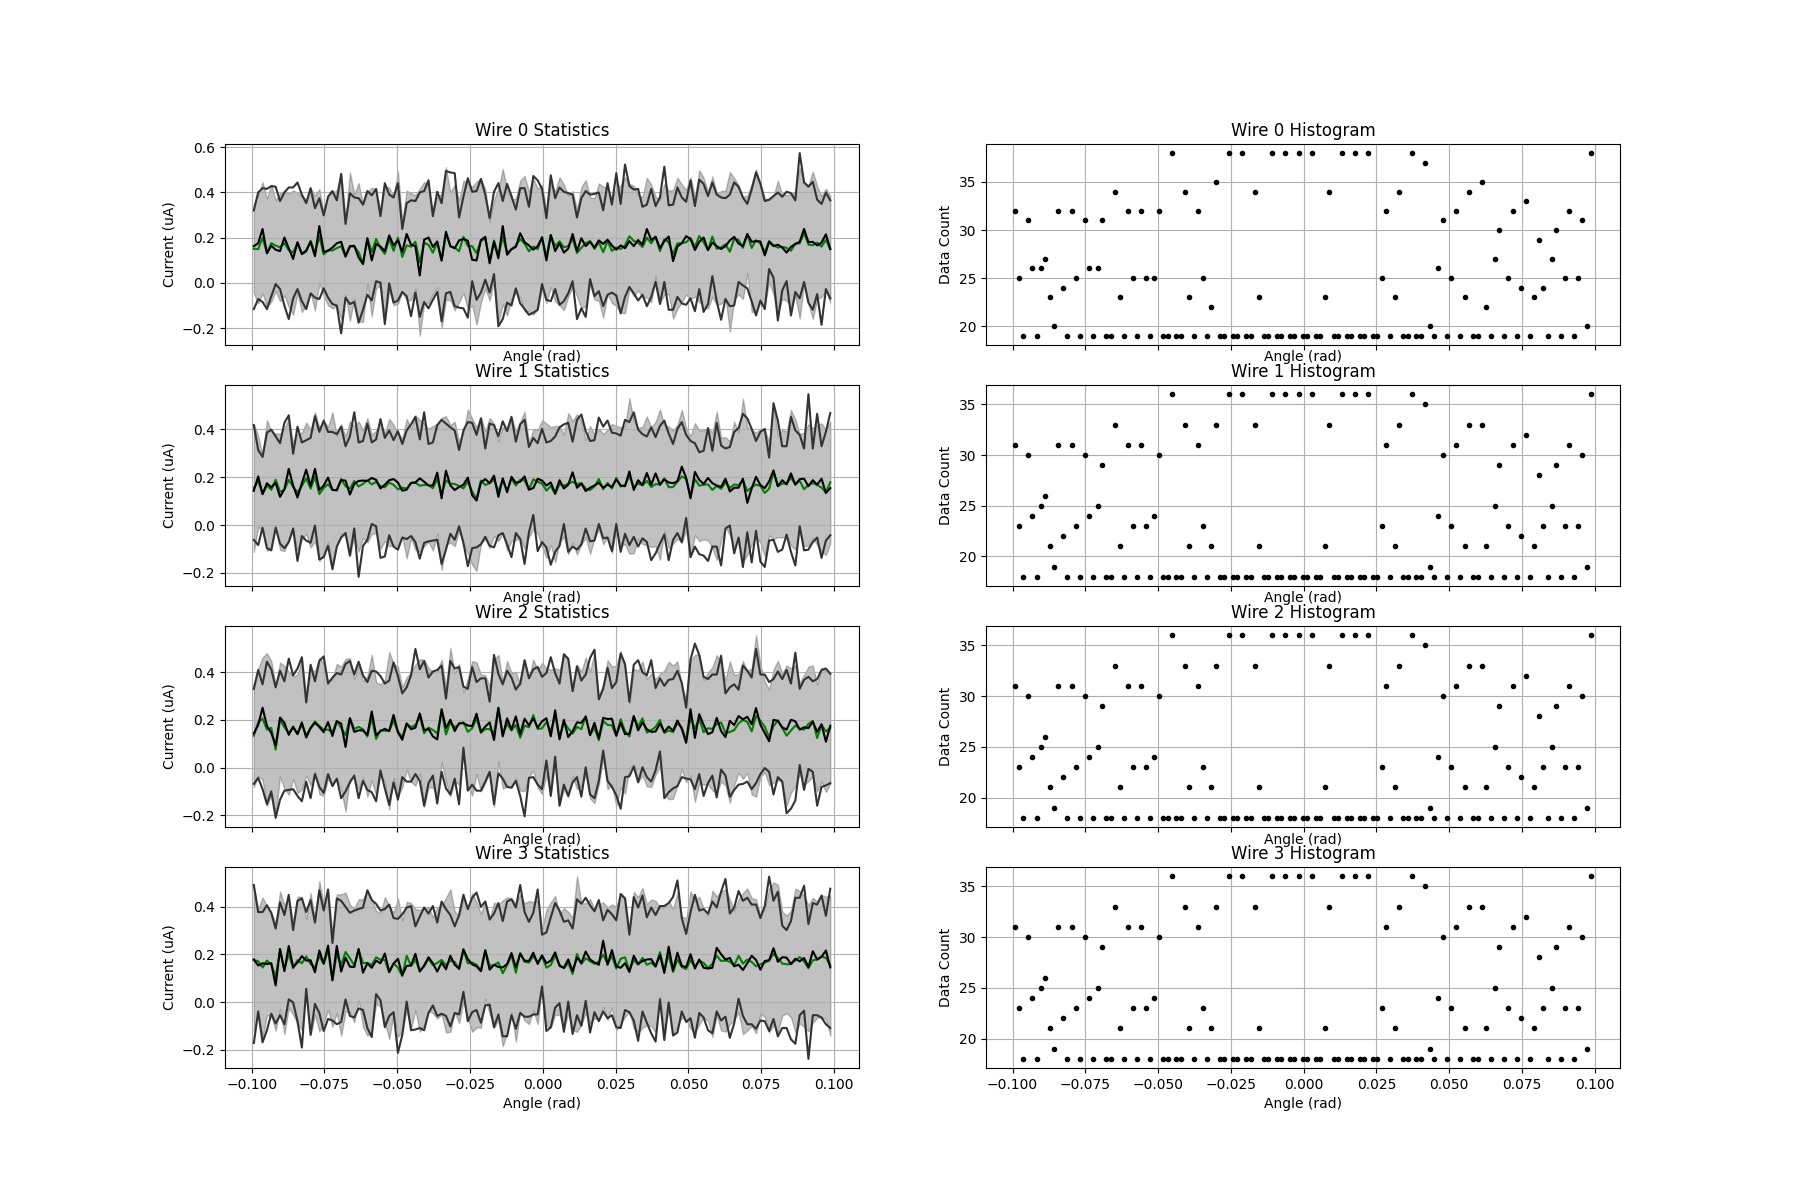 Wire 0 Statistics
Current (uA)
0.6
0.4
0.2
0.0
−0.2
Angle (rad)
Wire 0 Histogram
Data Count
35
30
25
20
Angle (rad)
Wire 1 Statistics
Current (uA)
0.4
0.2
0.0
−0.2
Angle (rad)
Wire 1 Histogram
Data Count
35
30
25
20
Angle (rad)
Wire 2 Statistics
Current (uA)
0.4
0.2
0.0
−0.2
Angle (rad)
Wire 2 Histogram
Data Count
35
30
25
20
Angle (rad)
Wire 3 Statistics
Current (uA)
0.4
0.2
0.0
−0.2
−0.100 −0.075 −0.050 −0.025 0.000 0.025 0.050 0.075 0.100
Angle (rad)
Wire 3 Histogram
Data Count
35
30
25
20
−0.100 −0.075 −0.050 −0.025 0.000 0.025 0.050 0.075 0.100
Angle (rad)